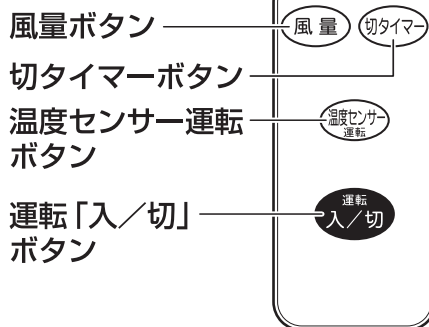 風量ボタン
風量
切タイマー
切タイマーボタン
温度センサー運転
ボタン
温度センサー
運転
運転「入／切」
ボタン
運転
入／切